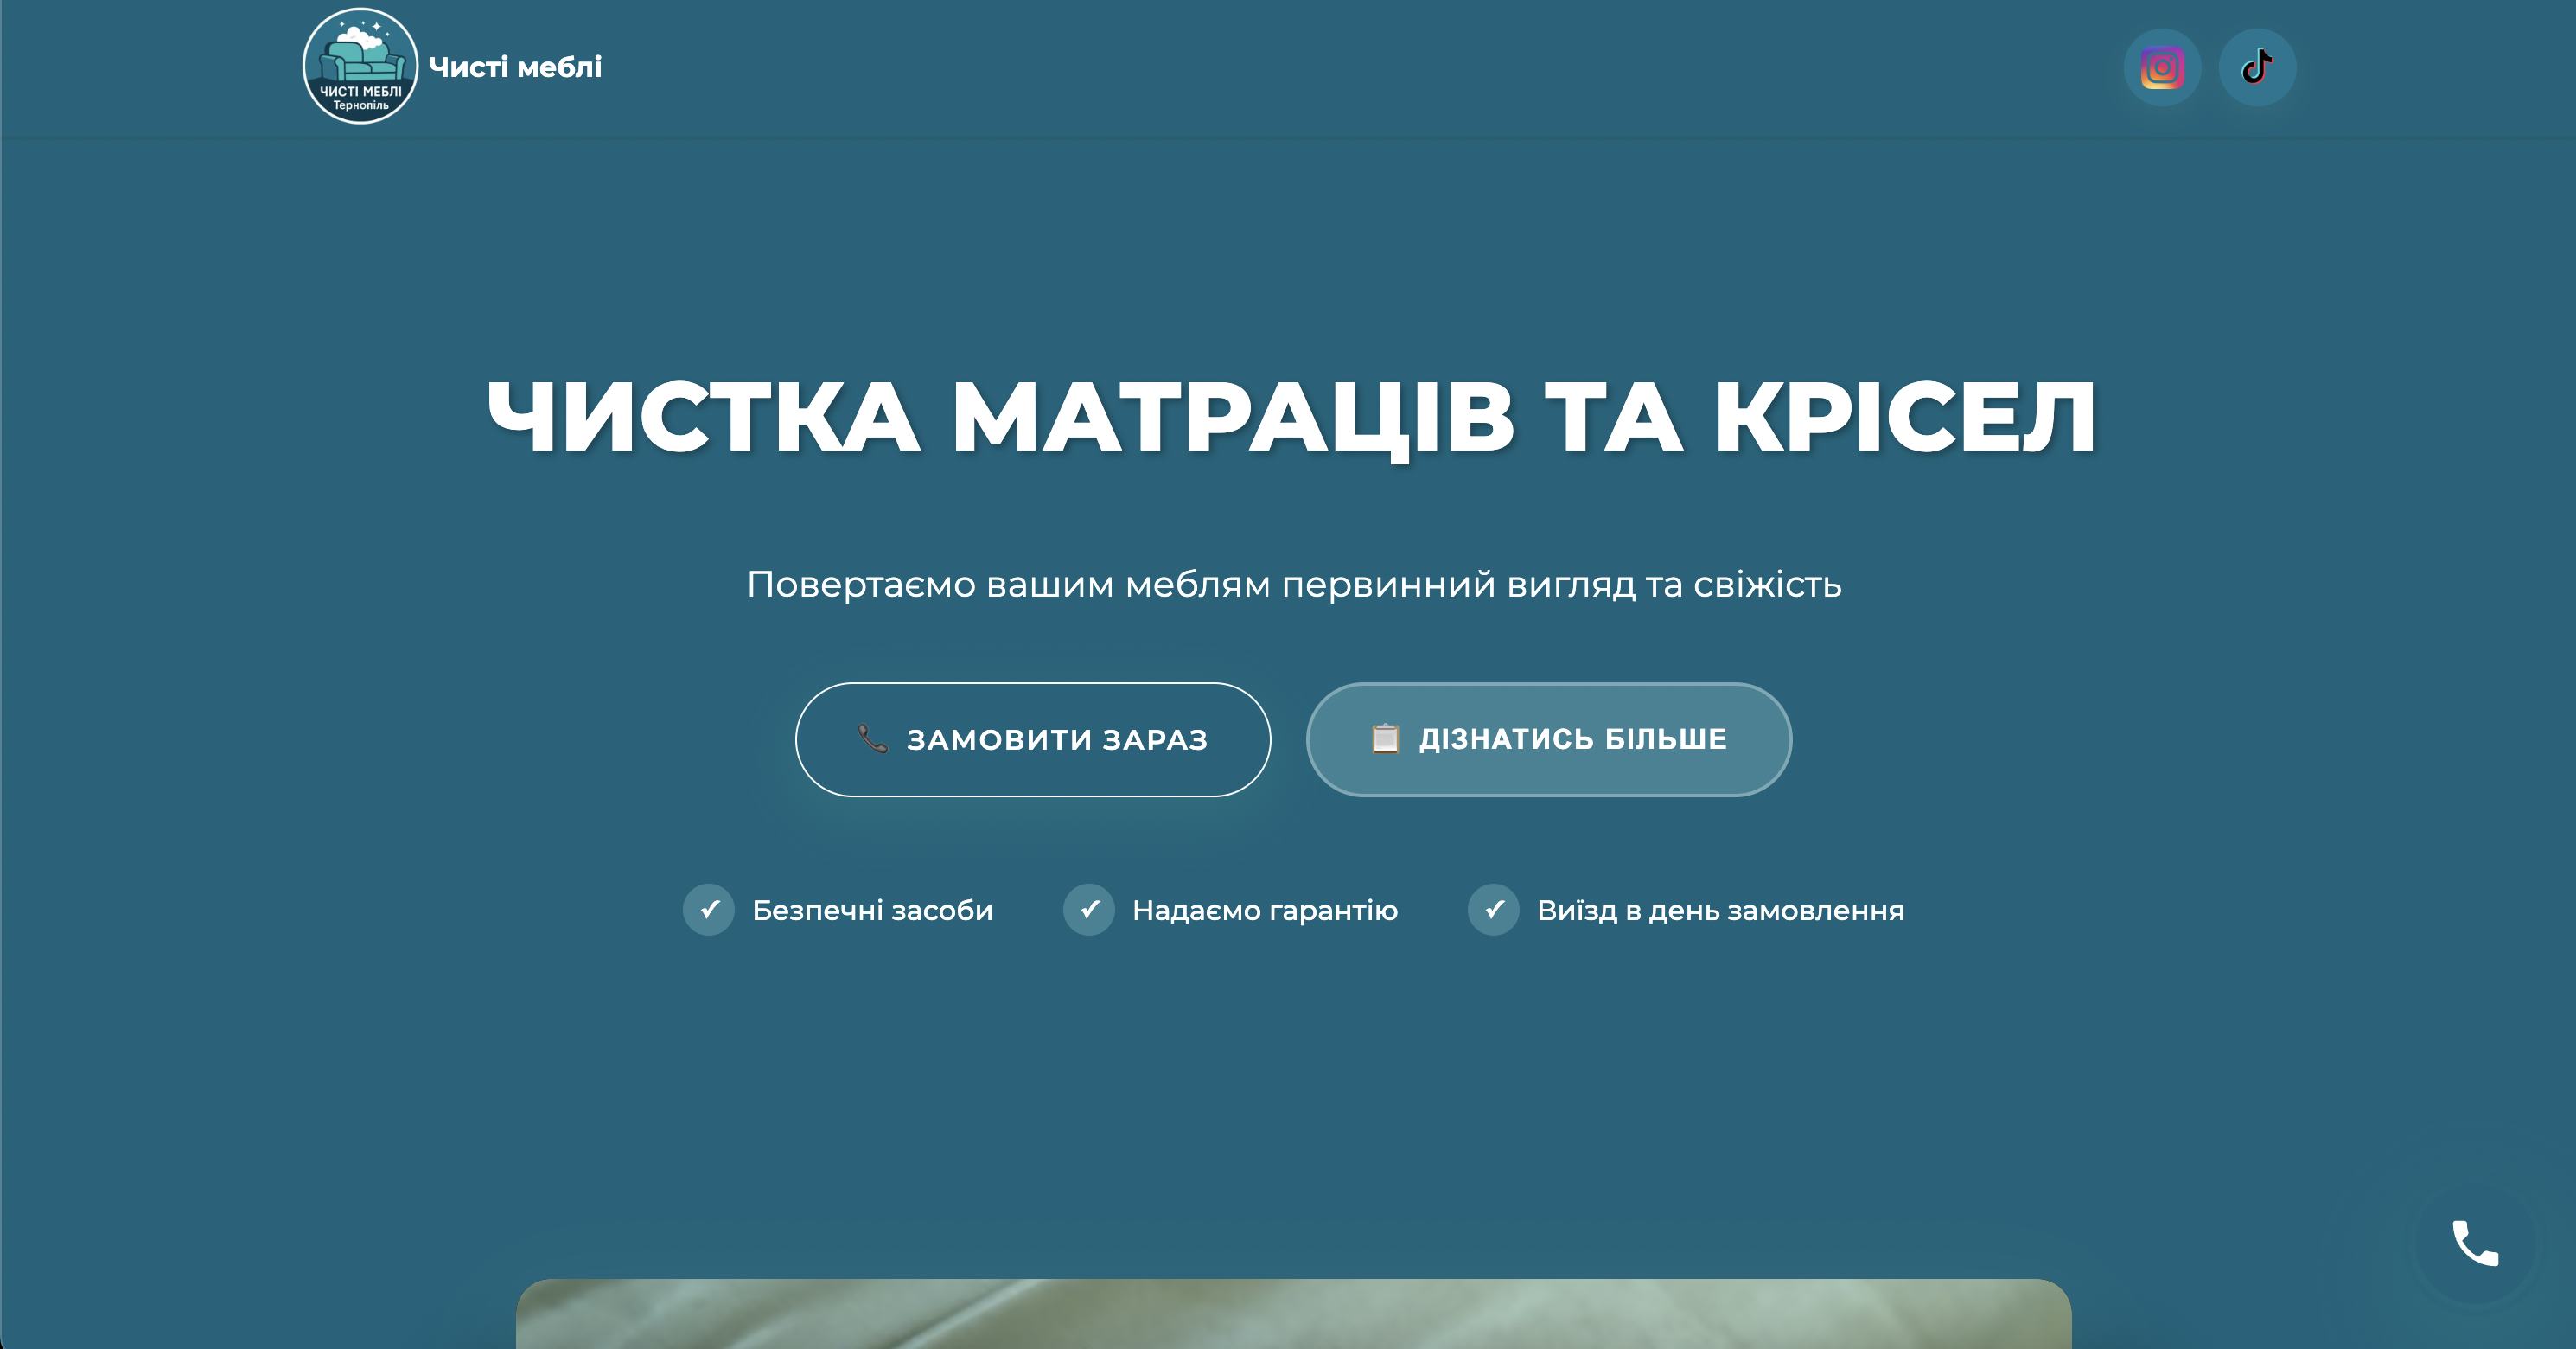 ЧИСТІ МЕБЛІ
Тернопіль
Чисті меблі
ЧИСТКА МАТРАЦІВ ТА КРІСЕЛ
Повертаємо вашим меблям первинний вигляд та свіжість
ЗАМОВИТИ ЗАРАЗ
ДІЗНАТИСЬ БІЛЬШЕ
Безпечні засоби
Надаємо гарантію
Виїзд в день замовлення